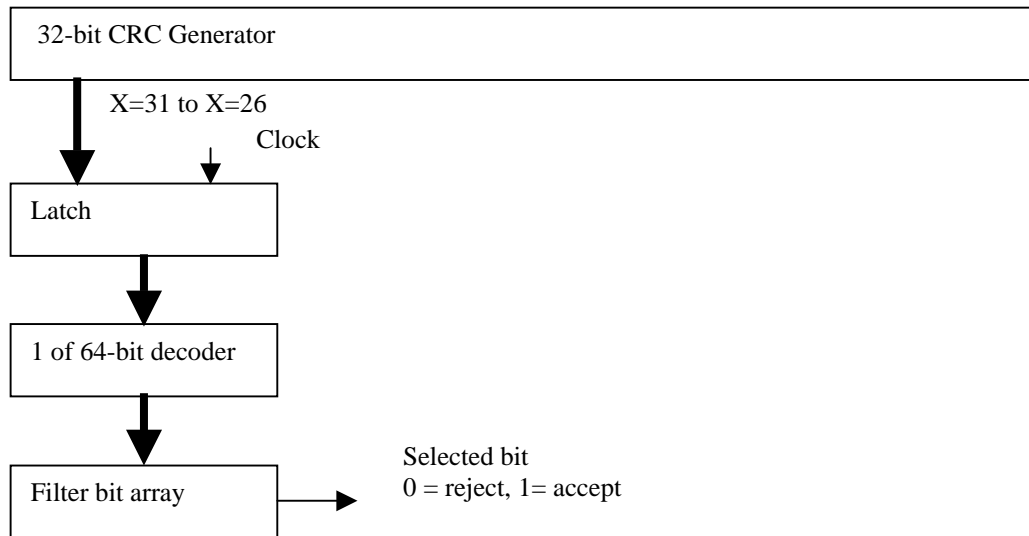 32-bit CRC Generator
X=31 to X=26
Clock
Latch
1 of 64-bit decoder
Filter bit array
Selected bit
0 = reject, 1= accept